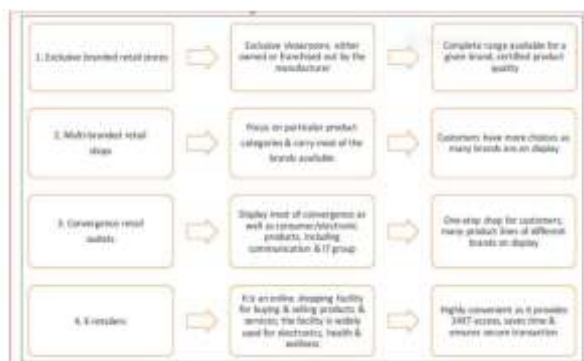 1. Exclusive branded retail stores
Exclusive showrooms, either
owned or franchised out by the
manufacturer
Complete range available for a
given brand, certified product
quality
2. Multi-branded retail
shops
Focus on particular product
categories & carry most of the
brands available.
Customers have more choices as
many brands are on display
3. Convergence retail
outlets
Display most of convergence as
well as consumer/electronic
products, including
communication & IT group
One-stop shop for customers,
many product lines of different
brands on display
4. E-retailers
It is an online shopping facility
for buying & selling products &
services; the facility is widely
used for electronics, health &
wellness
Highly convenient as it provides
24X7 access, saves time &
ensures secure transaction